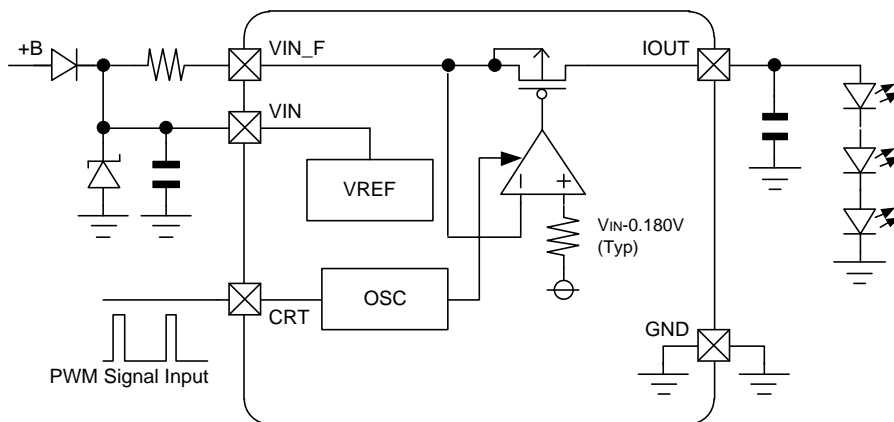 +B
VIN_F
IOUT
VIN
VREF
VIN-0.180V
(Typ)
OSC
CRT
GND
PWM Signal Input